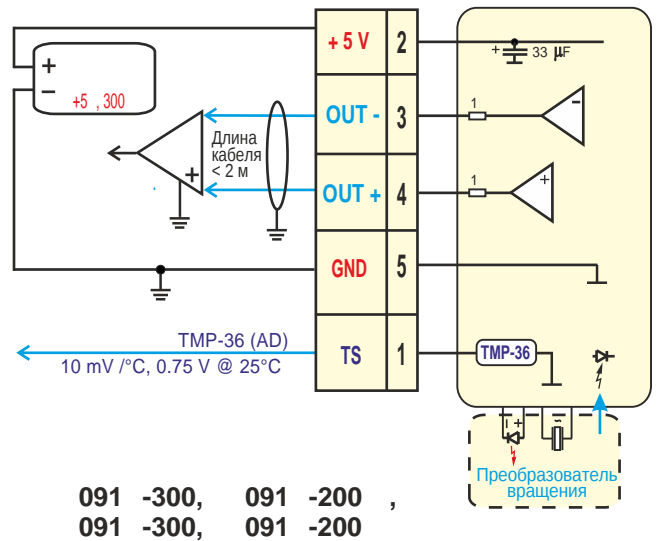 + 5 V 2
+ 33 µF
+
−
+5 , 300
OUT - 3
1
-
Длина
кабеля
< 2 м
+
OUT + 4
1
+
GND 5
TMP-36 (AD)
10 mV /°C, 0.75 V @ 25°C
TS 1
TMP-36
− +
~
Преобразователь
вращения
091 -300, 091 -200 ,
091 -300, 091 -200